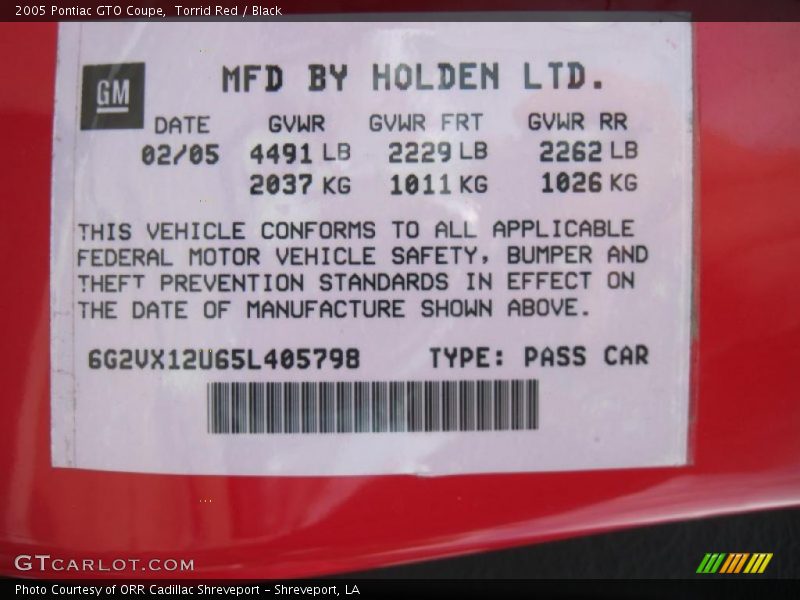 2005 Pontiac GTO Coupe,  Torrid Red / Black
GM
MFD BY HOLDEN LTD.
DATE GVWR GVWR FRT GVWR RR
02/05 4491 LB 2229 LB 2262 LB
2037 KG 1011 KG 1026 KG
THIS VEHICLE CONFORMS TO ALL APPLICABLE
FEDERAL MOTOR VEHICLE SAFETY, BUMPER AND
THEFT PREVENTION STANDARDS IN EFFECT ON
THE DATE OF MANUFACTURE SHOWN ABOVE.
6G2VX12U65L405798 TYPE: PASS CAR
GTCARLOT.COM
Photo Courtesy of ORR Cadillac Shreveport - Shreveport, LA